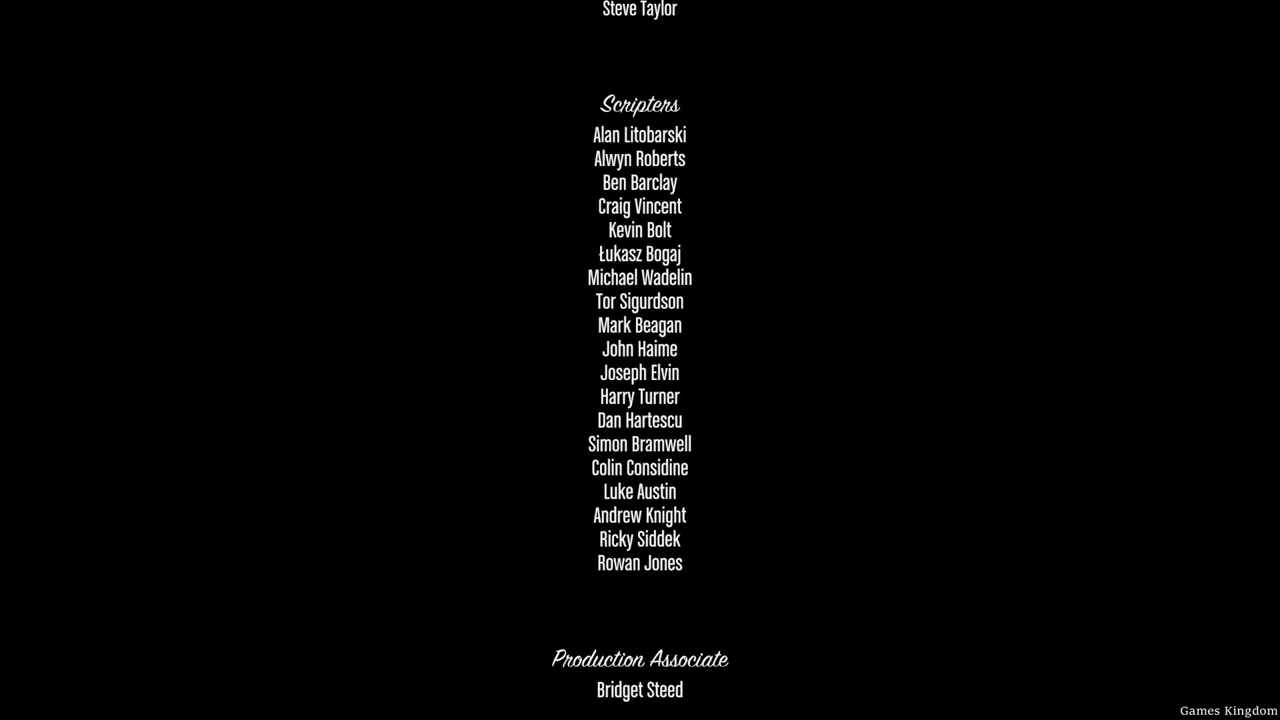 Steve Taylor
Scripters
Alan Litobarski
Alwyn Roberts
Ben Barclay
Craig Vincent
Kevin Bolt
Łukasz Bogaj
Michael Wadelin
Tor Sigurdson
Mark Beagan
John Haime
Joseph Elvin
Harry Turner
Dan Hartescu
Simon Bramwell
Colin Considine
Luke Austin
Andrew Knight
Ricky Siddek
Rowan Jones
Production Associate
Bridget Steed
Games Kingdom